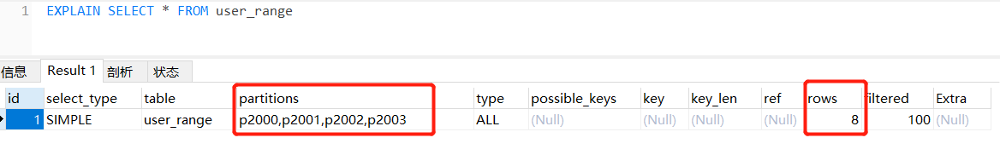 1 EXPLAIN SELECT * FROM user_range
信息 Result 1 剖析 状态
id select_type table partitions type possible_keys key key_len ref rows filtered Extra
1 SIMPLE user_range p2000,p2001,p2002,p2003 ALL (Null) (Null) (Null) (Null) 8 100 (Null)